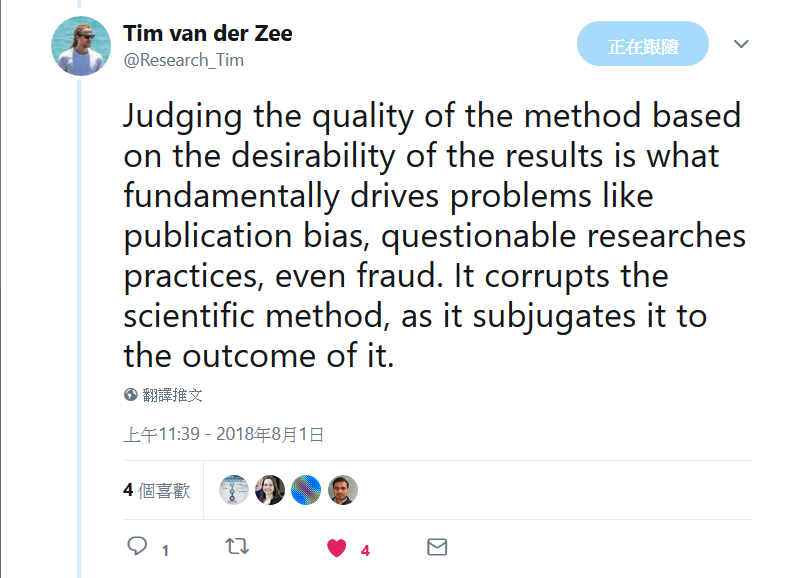 Tim van der Zee
@Research_Tim
正在跟隨
Judging the quality of the method based
on the desirability of the results is what
fundamentally drives problems like
publication bias, questionable researches
practices, even fraud. It corrupts the
scientific method, as it subjugates it to
the outcome of it.
翻譯推文
上午11:39 - 2018年8月1日
4 個喜歡
1
4